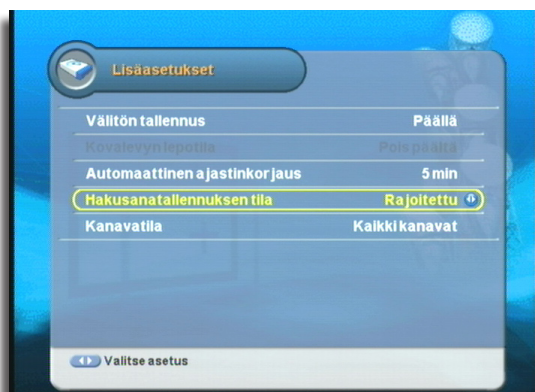 Lisäasetukset
Välitön tallennus Päällä
Kovalevyn lepotila Pois päältä
Automaattinen ajastinkorjaus 5 min
Hakusanatallennuksen tila Rajoitettu
Kanavatila Kaikki kanavat
Valitse asetus